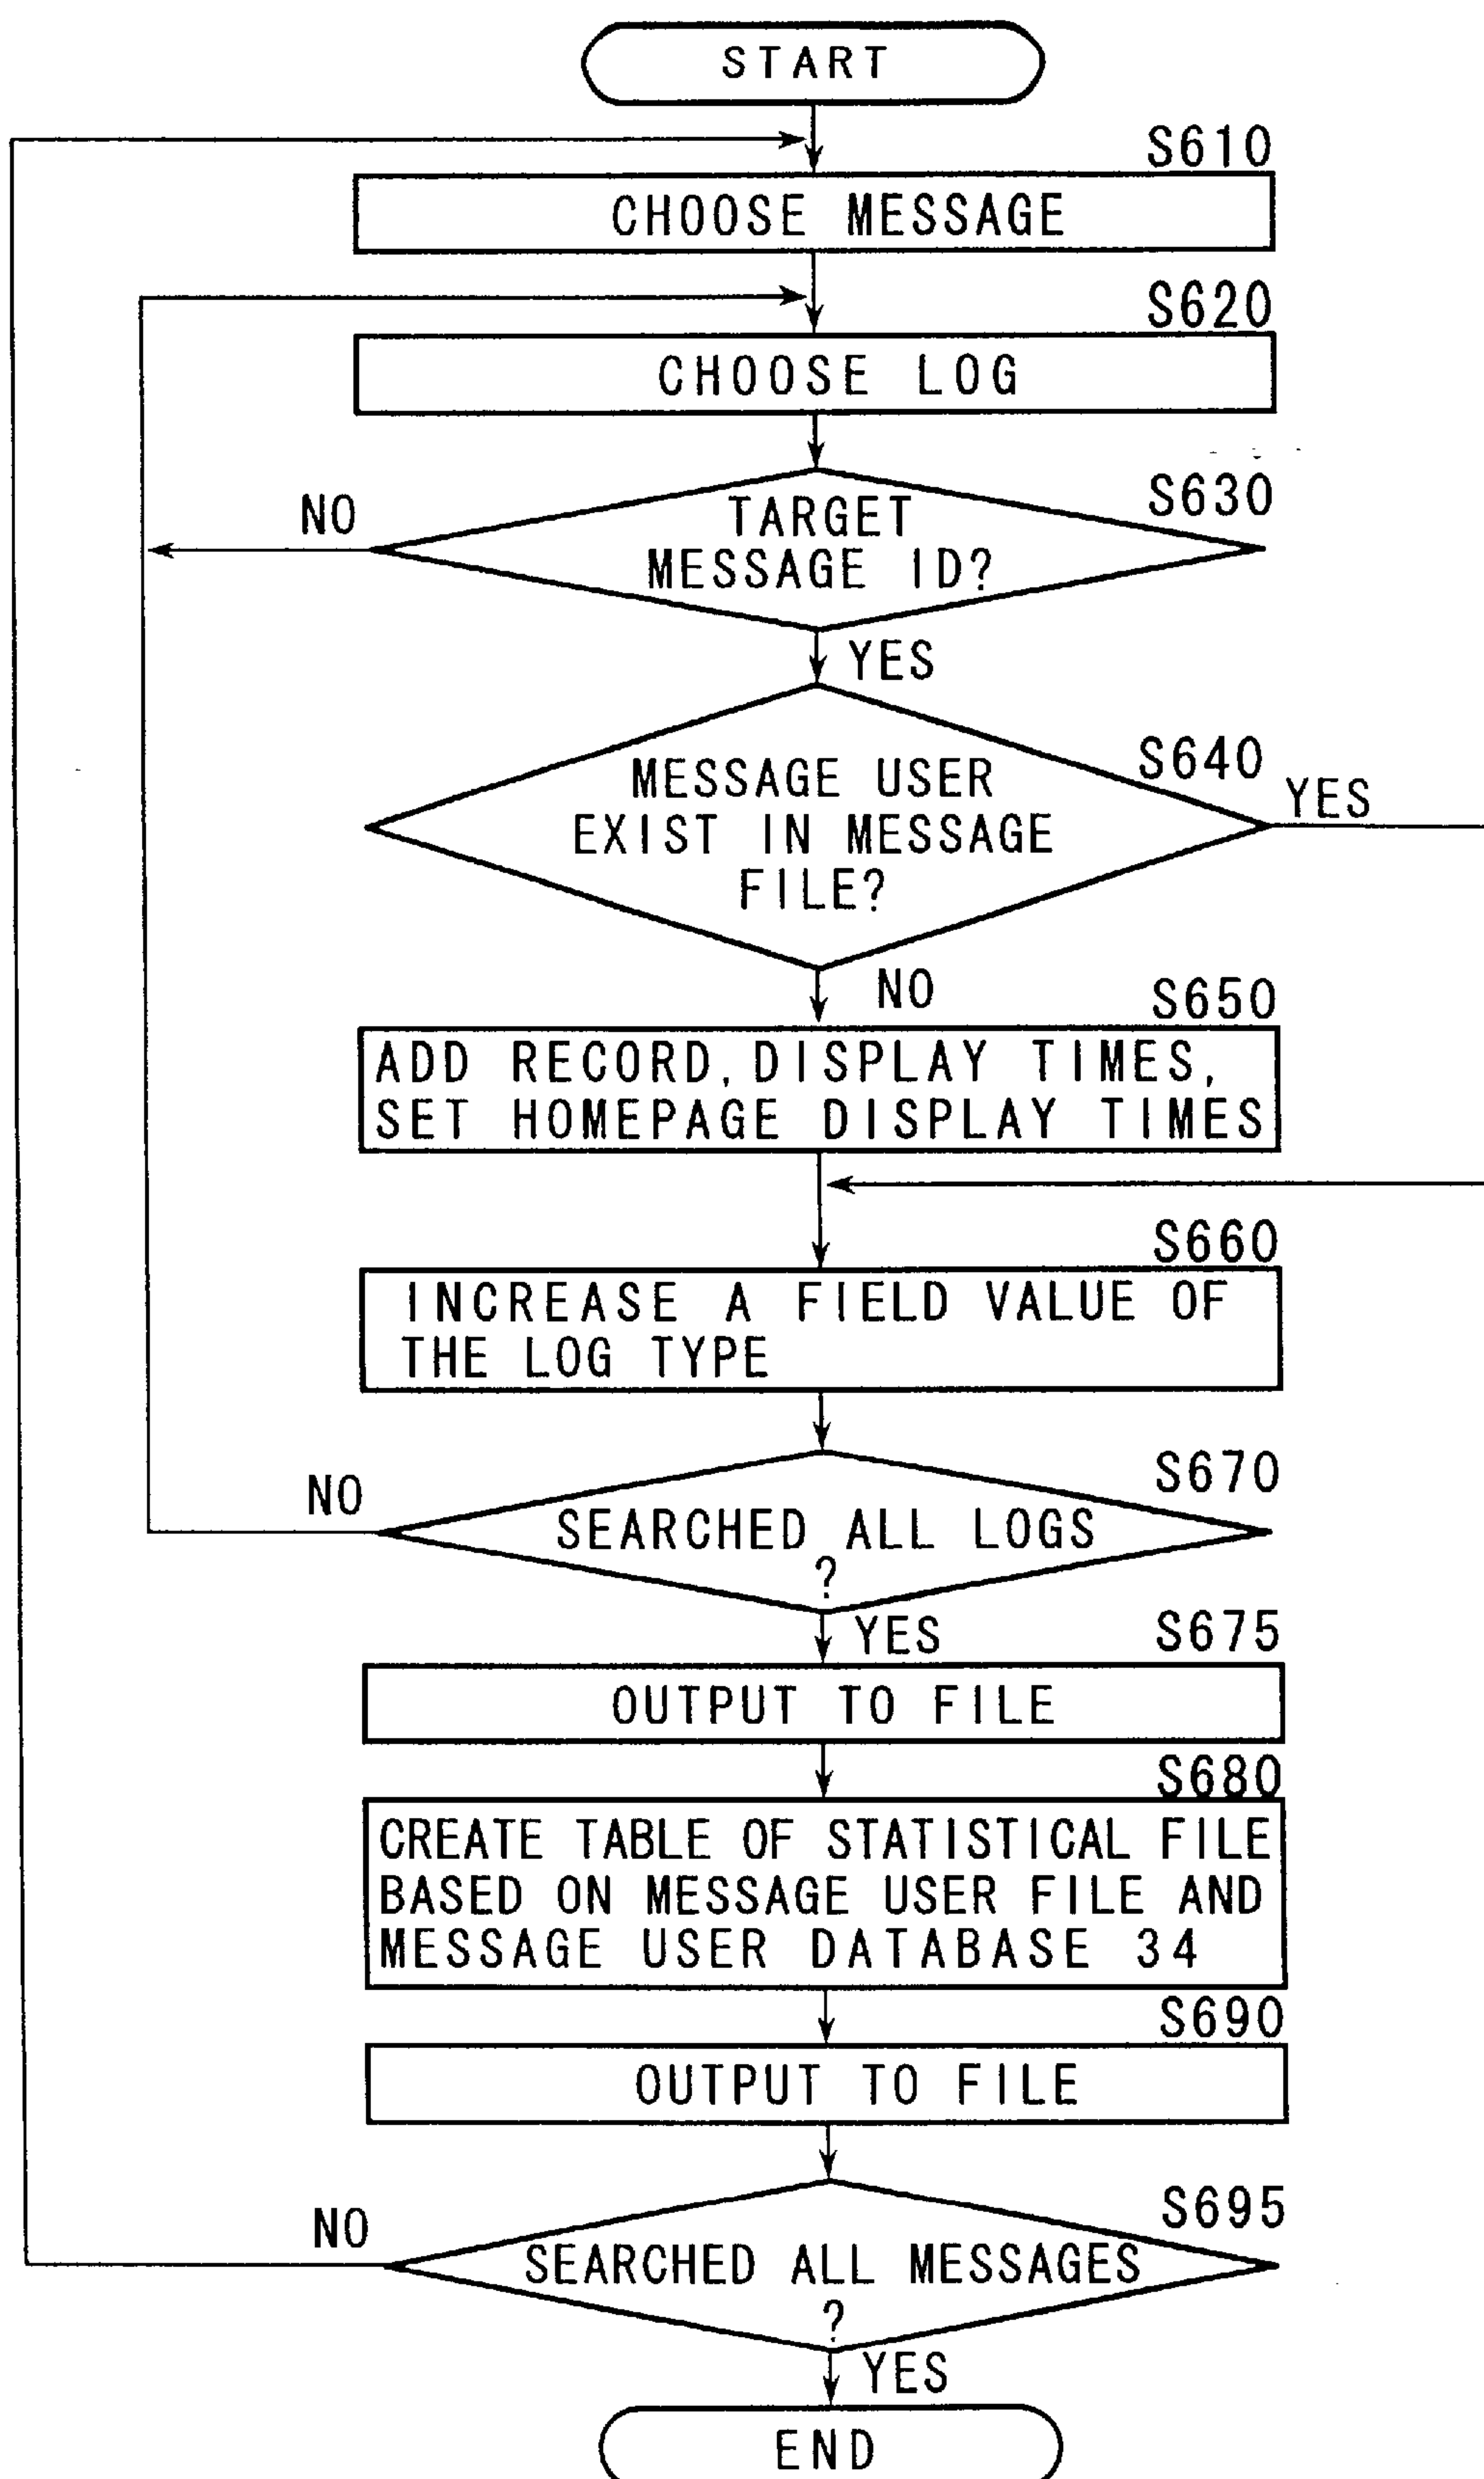 START
S610
CHOOSE MESSAGE
S620
CHOOSE LOG
S630
NO
TARGET
MESSAGE ID?
YES
S640
YES
MESSAGE USER
EXIST IN MESSAGE
FILE?
NO
S650
ADD RECORD, DISPLAY TIMES,
SET HOMEPAGE DISPLAY TIMES
S660
INCREASE A FIELD VALUE OF
THE LOG TYPE
S670
NO
SEARCHED ALL LOGS
?
YES
S675
OUTPUT TO FILE
S680
CREATE TABLE OF STATISTICAL FILE
BASED ON MESSAGE USER FILE AND
MESSAGE USER DATABASE 34
S690
OUTPUT TO FILE
S695
NO
SEARCHED ALL MESSAGES
?
YES
END